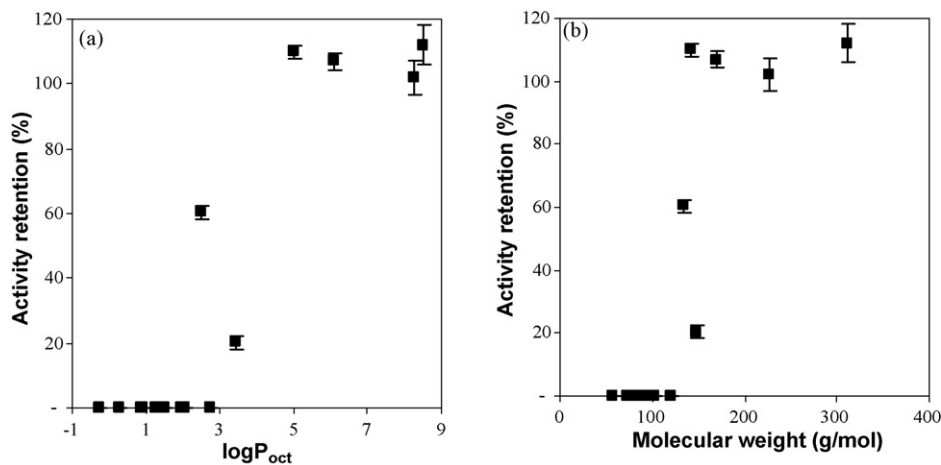 (a)
Activity retention (%)
120
100
80
60
40
20
-
-1 1 3 5 7 9
logPoct
(b)
Activity retention (%)
120
100
80
60
40
20
-
0 100 200 300 400
Molecular weight (g/mol)